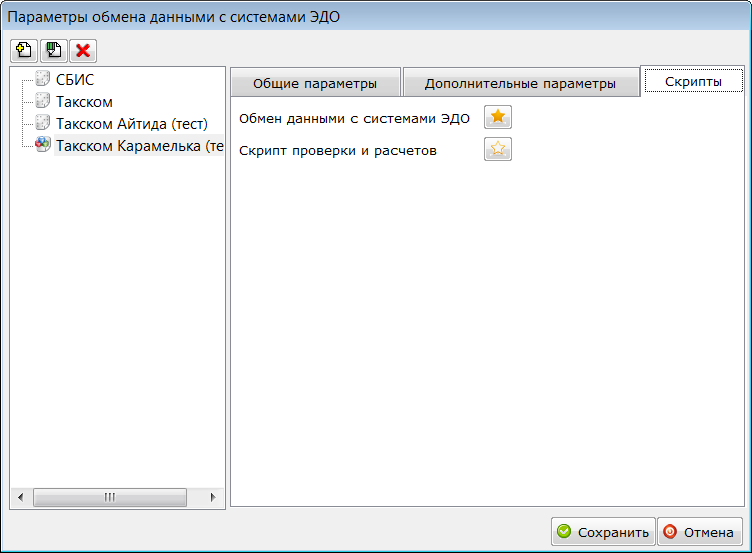 Параметры обмена данными с системами ЭДО
СБИС
Такском
Такском Айтида (тест)
Такском Карамелька (те
Общие параметры
Дополнительные параметры
Скрипты
Обмен данными с системами ЭДО
Скрипт проверки и расчетов
Сохранить
Отмена